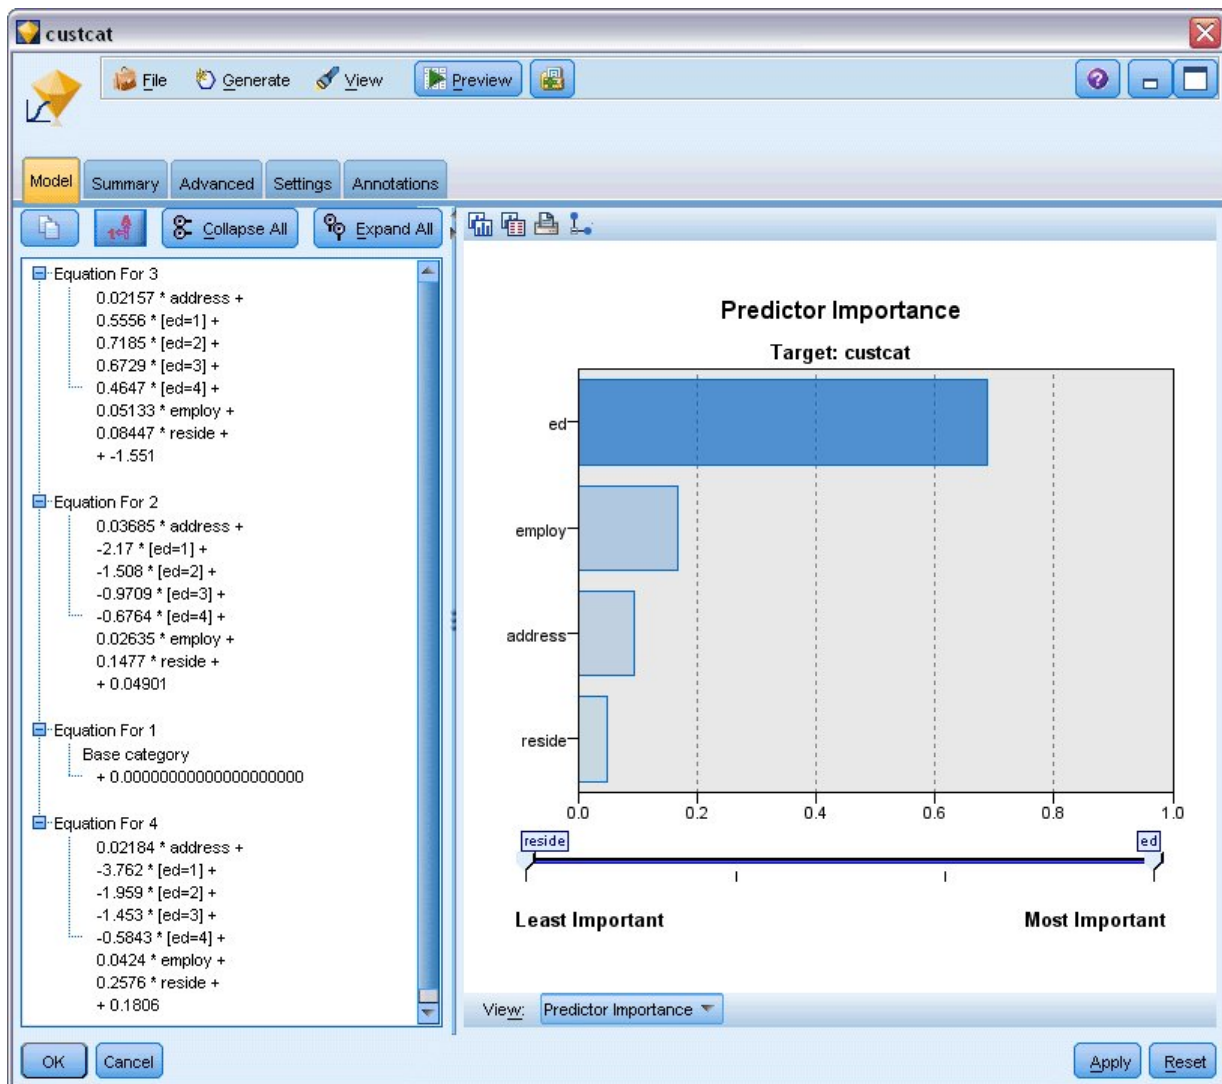 custcat
File Generate View Preview
Model Summary Advanced Settings Annotations
Collapse All Expand All
Equation For 3
0.02157 * address +
0.5556 * [ed=1] +
0.7185 * [ed=2] +
0.6729 * [ed=3] +
0.4647 * [ed=4] +
0.05133 * employ +
0.08447 * reside +
+ -1.551
Equation For 2
0.03685 * address +
-2.17 * [ed=1] +
-1.508 * [ed=2] +
-0.9709 * [ed=3] +
-0.6764 * [ed=4] +
0.02635 * employ +
0.1477 * reside +
+ 0.04901
Equation For 1
Base category
+ 0.00000000000000000000
Equation For 4
0.02184 * address +
-3.762 * [ed=1] +
-1.959 * [ed=2] +
-1.453 * [ed=3] +
-0.5843 * [ed=4] +
0.0424 * employ +
0.2576 * reside +
+ 0.1806
Predictor Importance
Target: custcat
ed
employ
address
reside
0.0 0.2 0.4 0.6 0.8 1.0
reside ed
Least Important Most Important
View: Predictor Importance
OK Cancel Apply Reset